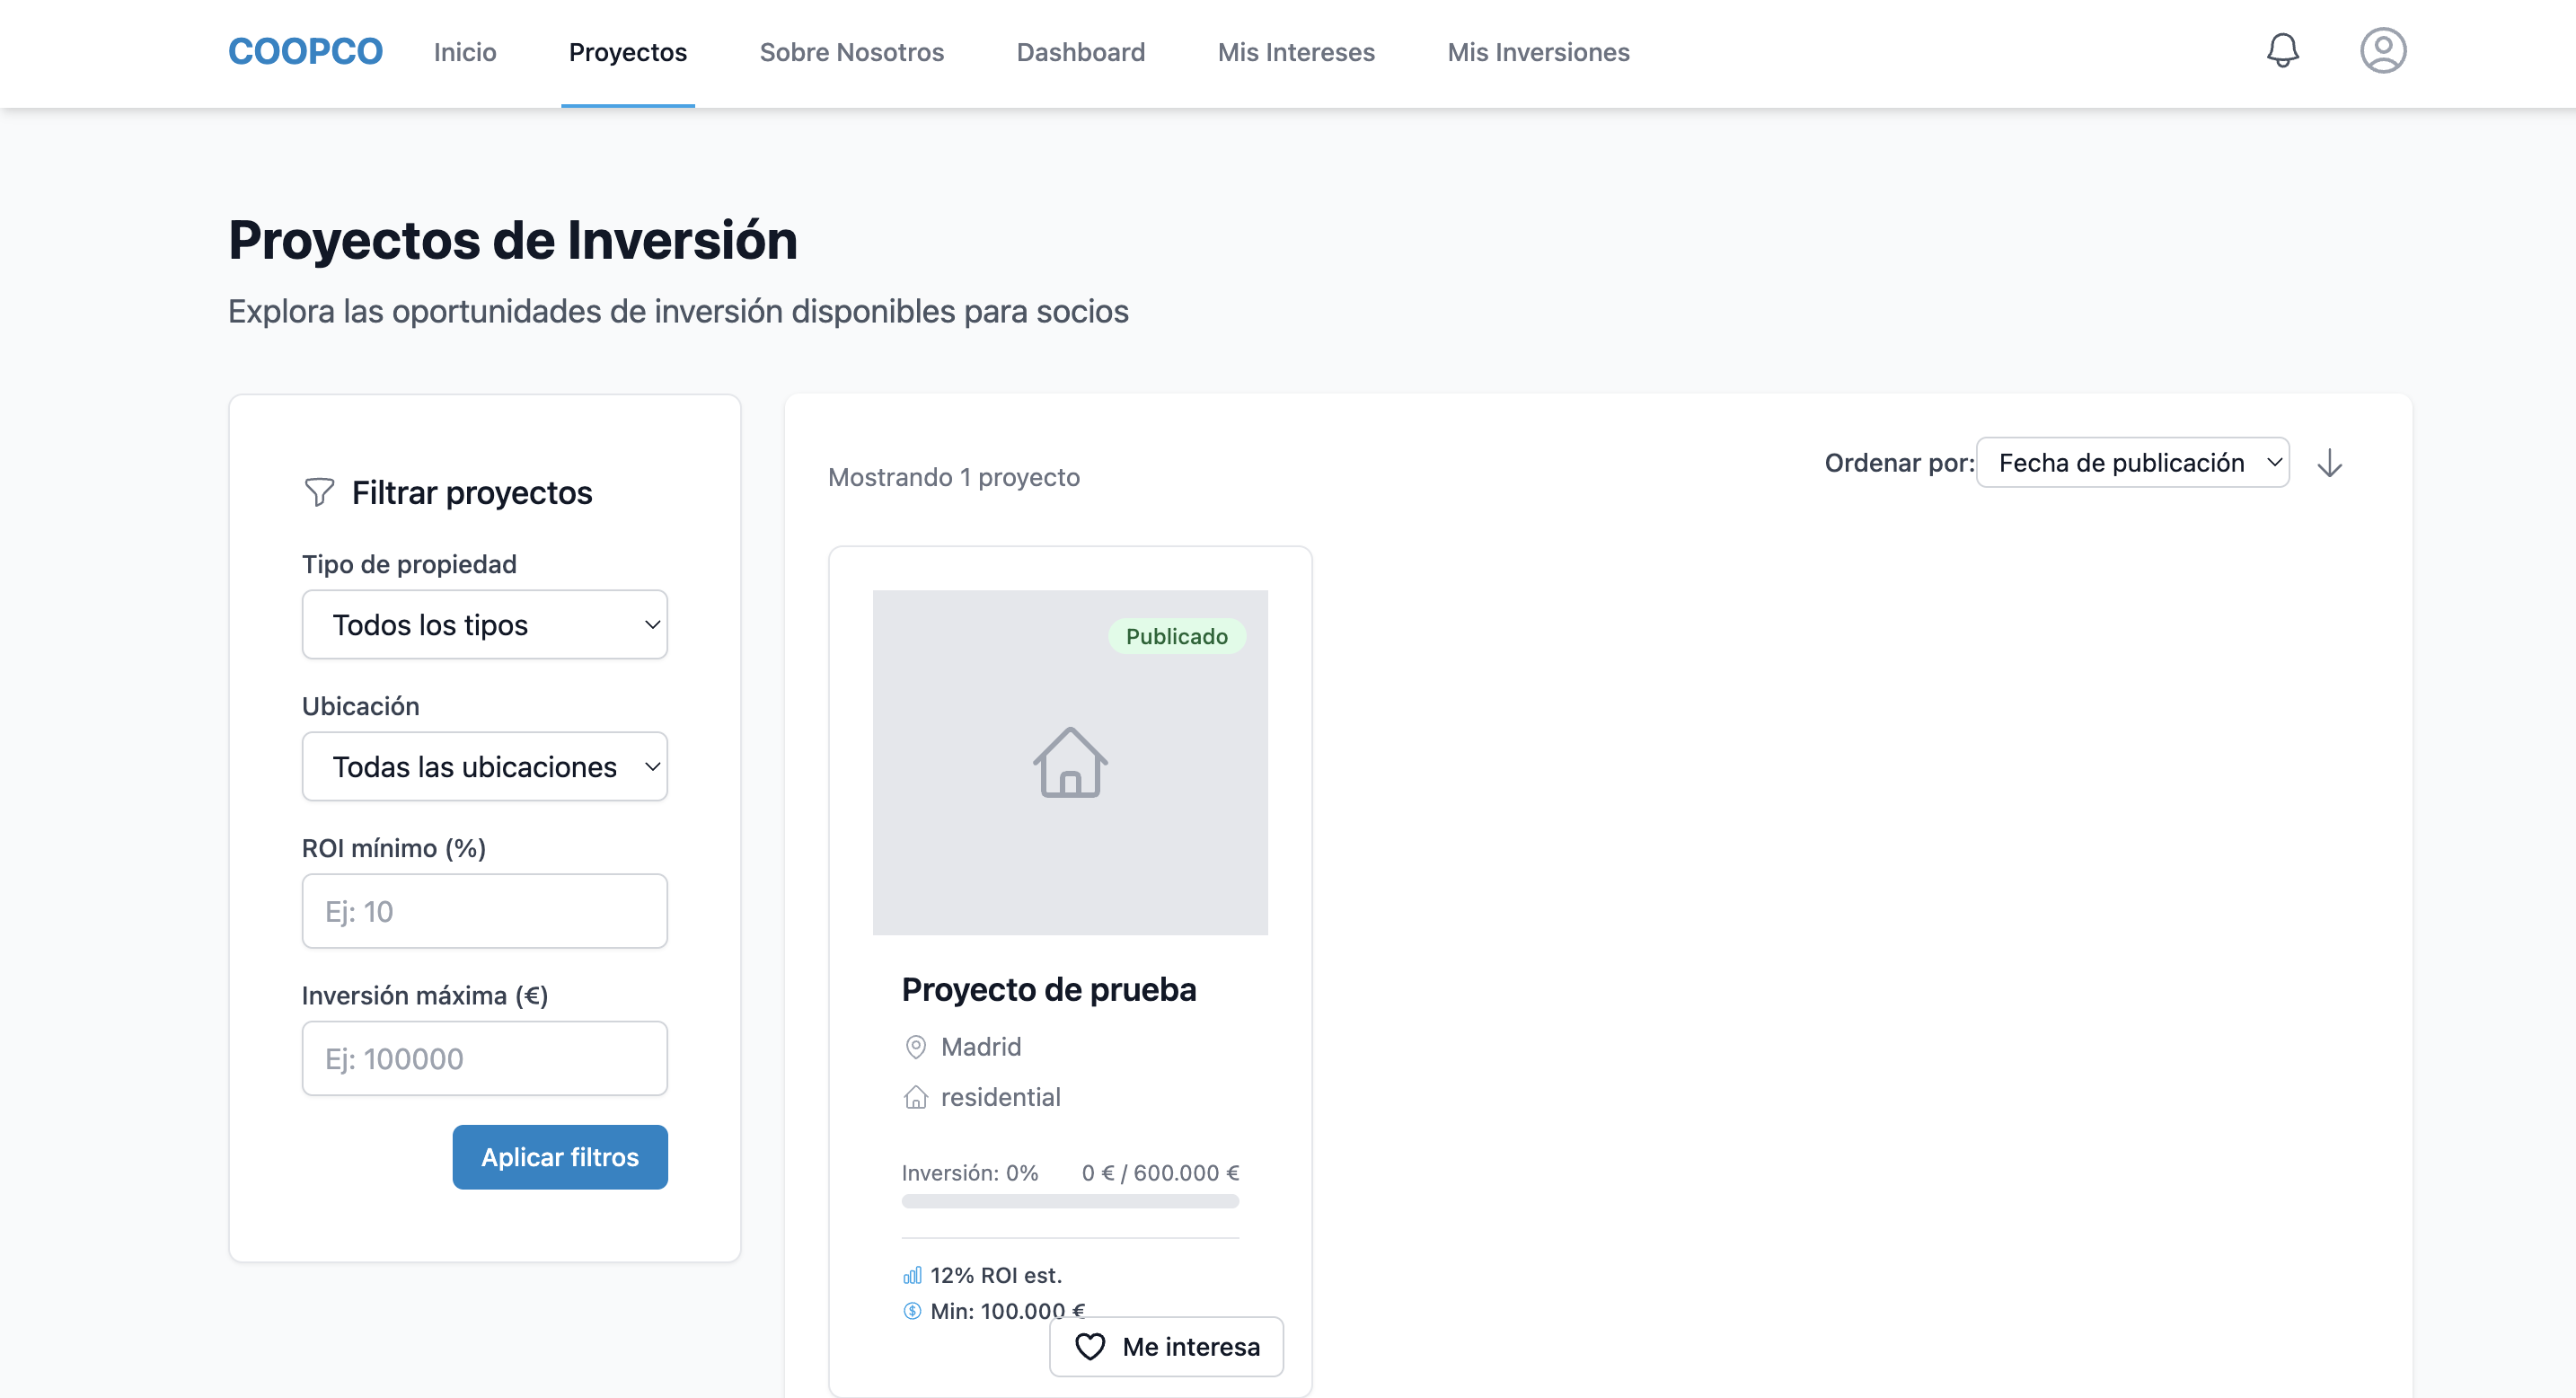 COOPCO Inicio Proyectos Sobre Nosotros Dashboard Mis Intereses Mis Inversiones
Proyectos de Inversión
Explora las oportunidades de inversión disponibles para socios
Filtrar proyectos
Tipo de propiedad
Todos los tipos
Ubicación
Todas las ubicaciones
ROI mínimo (%)
Ej: 10
Inversión máxima (€)
Ej: 100000
Aplicar filtros
Mostrando 1 proyecto
Ordenar por: Fecha de publicación
Publicado
Proyecto de prueba
Madrid
residential
Inversión: 0% 0 € / 600.000 €
12% ROI est.
Min: 100.000 €
Me interesa